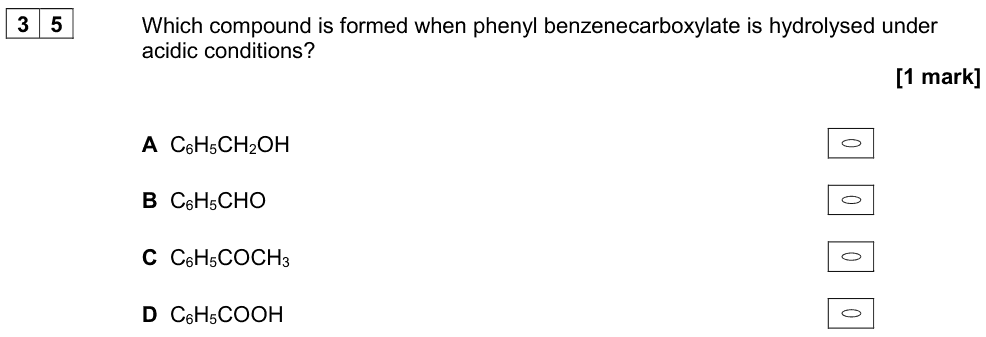 3 5 Which compound is formed when phenyl benzenecarboxylate is hydrolysed under
acidic conditions?
[1 mark]
A C₆H₅CH₂OH
B C₆H₅CHO
C C₆H₅COCH₃
D C₆H₅COOH